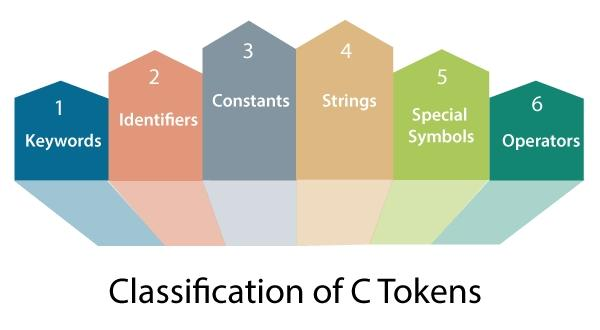 1
Keywords
2
Identifiers
3
Constants
4
Strings
5
Special
Symbols
6
Operators
Classification of C Tokens